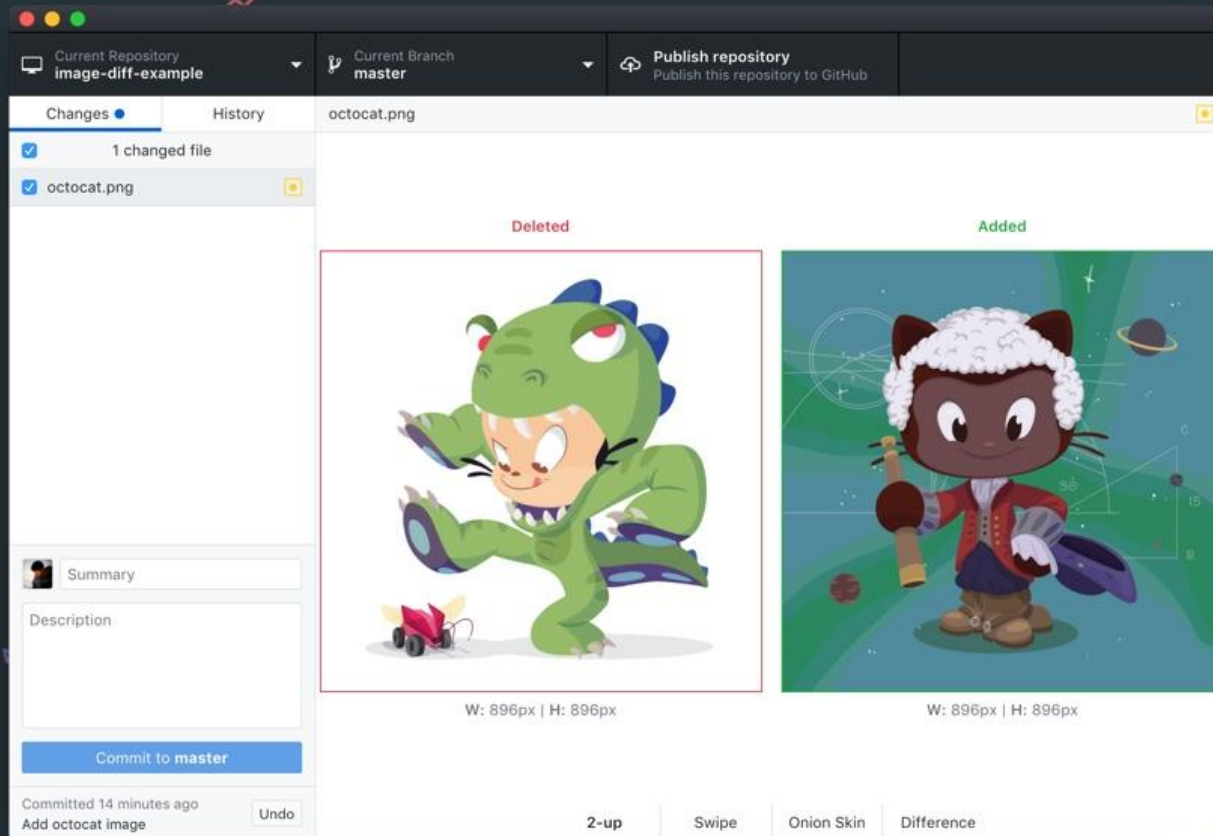 Current Repository
image-diff-example
Current Branch
master
Publish repository
Publish this repository to GitHub
Changes
History
octocat.png
1 changed file
octocat.png
Deleted
Added
W: 896px | H: 896px
W: 896px | H: 896px
Summary
Description
Commit to master
Committed 14 minutes ago
Add octocat image
Undo
2-up
Swipe
Onion Skin
Difference